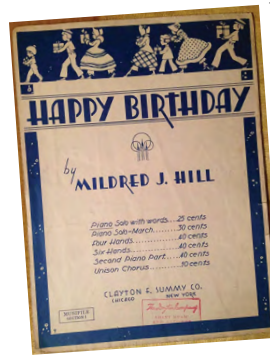 HAPPY BIRTHDAY
by
MILDRED J. HILL
Piano Solo with words....25 cents
Piano Solo-March.........30 cents
Four Hands...............40 cents
Six Hands................40 cents
Second Piano Part.....40 cents
Unison Chorus...........10 cents
CLAYTON F. SUMMY CO.
CHICAGO NEW YORK